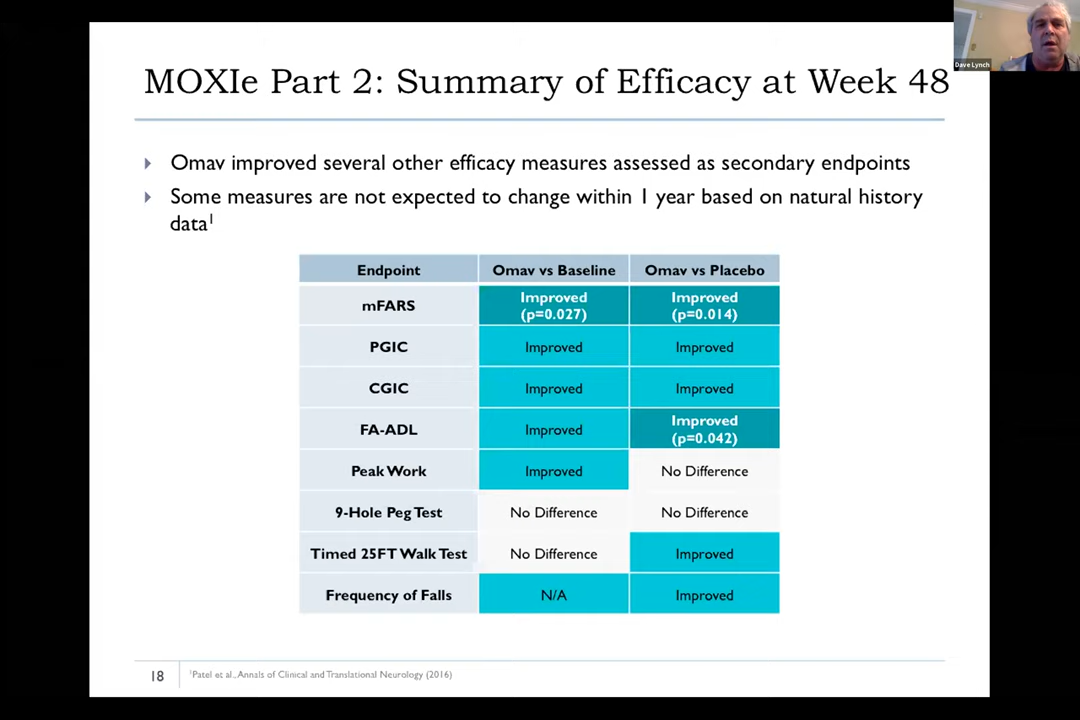 Dave Lynch
MOXIe Part 2: Summary of Efficacy at Week 48
Omav improved several other efficacy measures assessed as secondary endpoints
Some measures are not expected to change within 1 year based on natural history
data¹
Endpoint Omav vs Baseline Omav vs Placebo
mFARS Improved (p=0.027) Improved (p=0.014)
PGIC Improved Improved
CGIC Improved Improved
FA-ADL Improved Improved (p=0.042)
Peak Work Improved No Difference
9-Hole Peg Test No Difference No Difference
Timed 25FT Walk Test No Difference Improved
Frequency of Falls N/A Improved
18 ¹Patel et al., Annals of Clinical and Translational Neurology (2016)